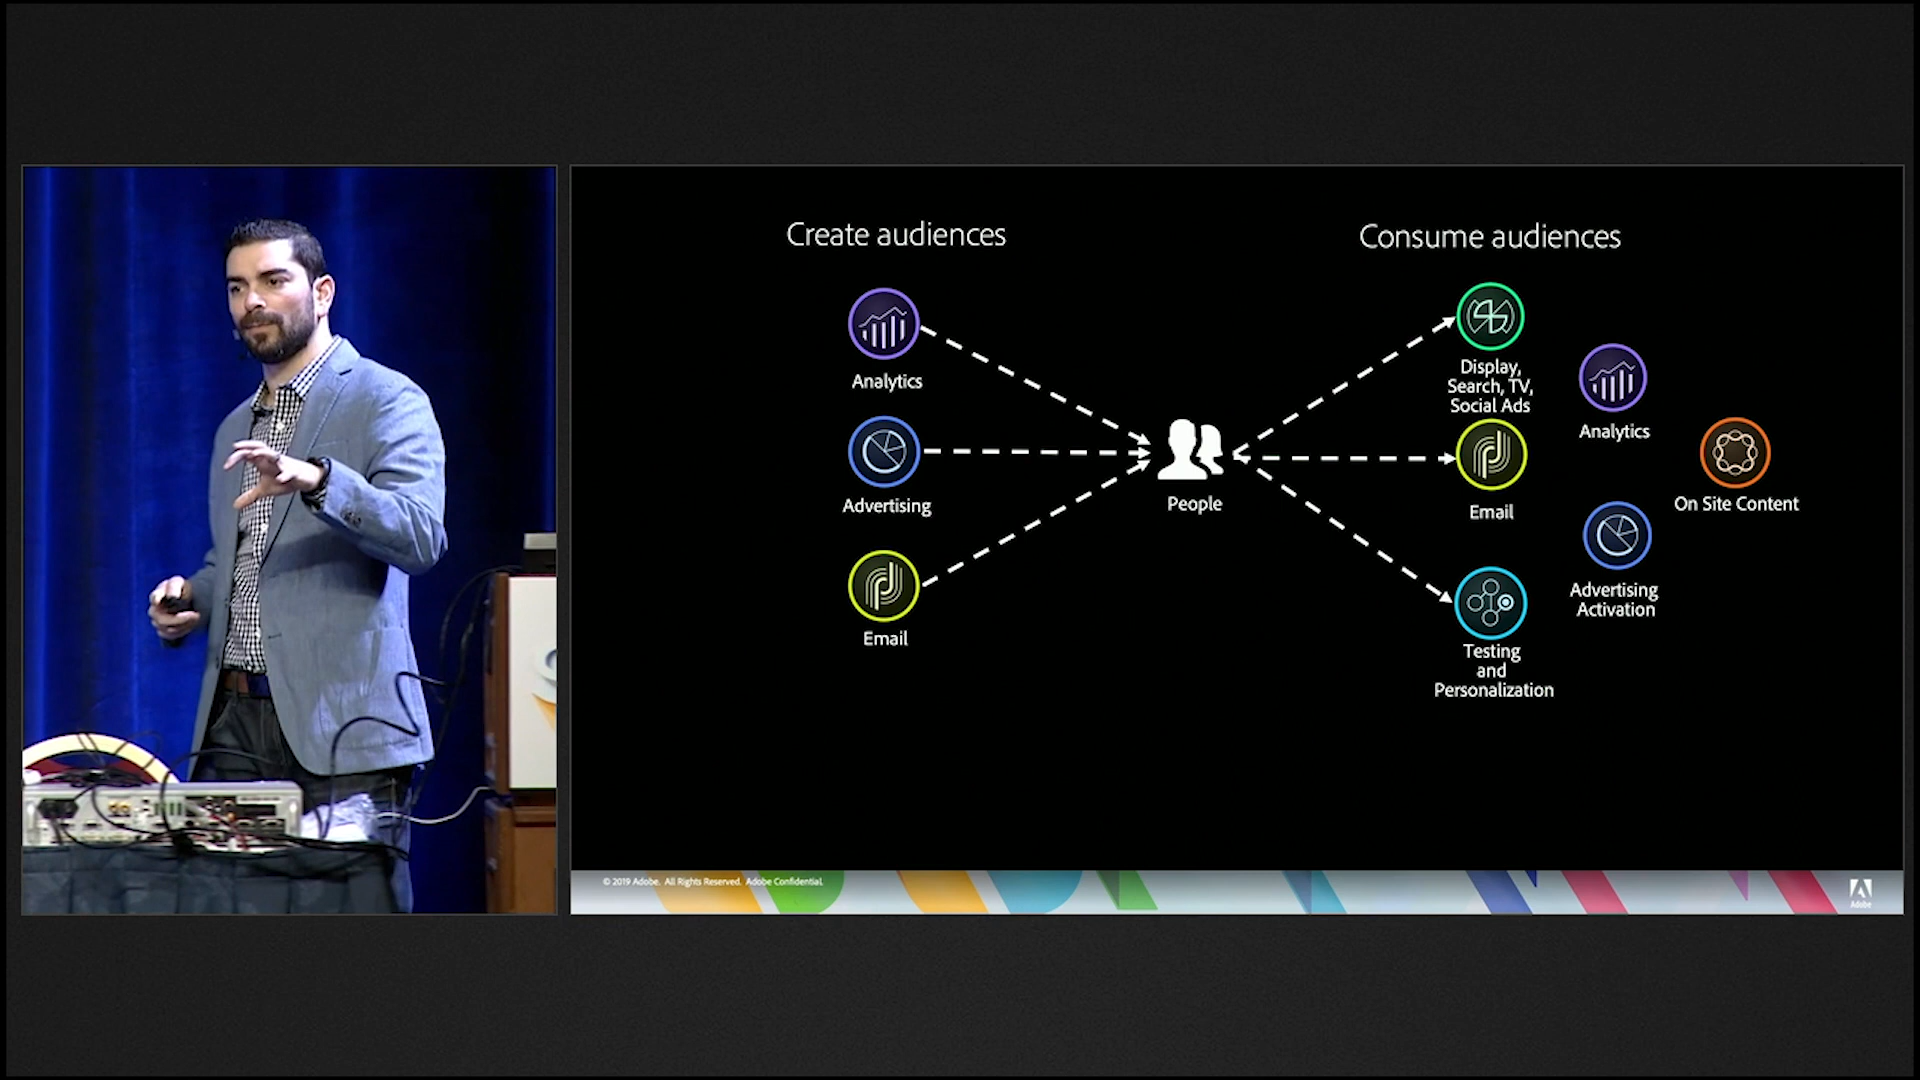 Create audiences
Analytics
Advertising
Email
People
Consume audiences
Display,
Search, TV,
Social Ads
Email
Testing
and
Personalization
Analytics
Advertising
Activation
On Site Content
© 2019 Adobe. All Rights Reserved. Adobe Confidential.
Adobe